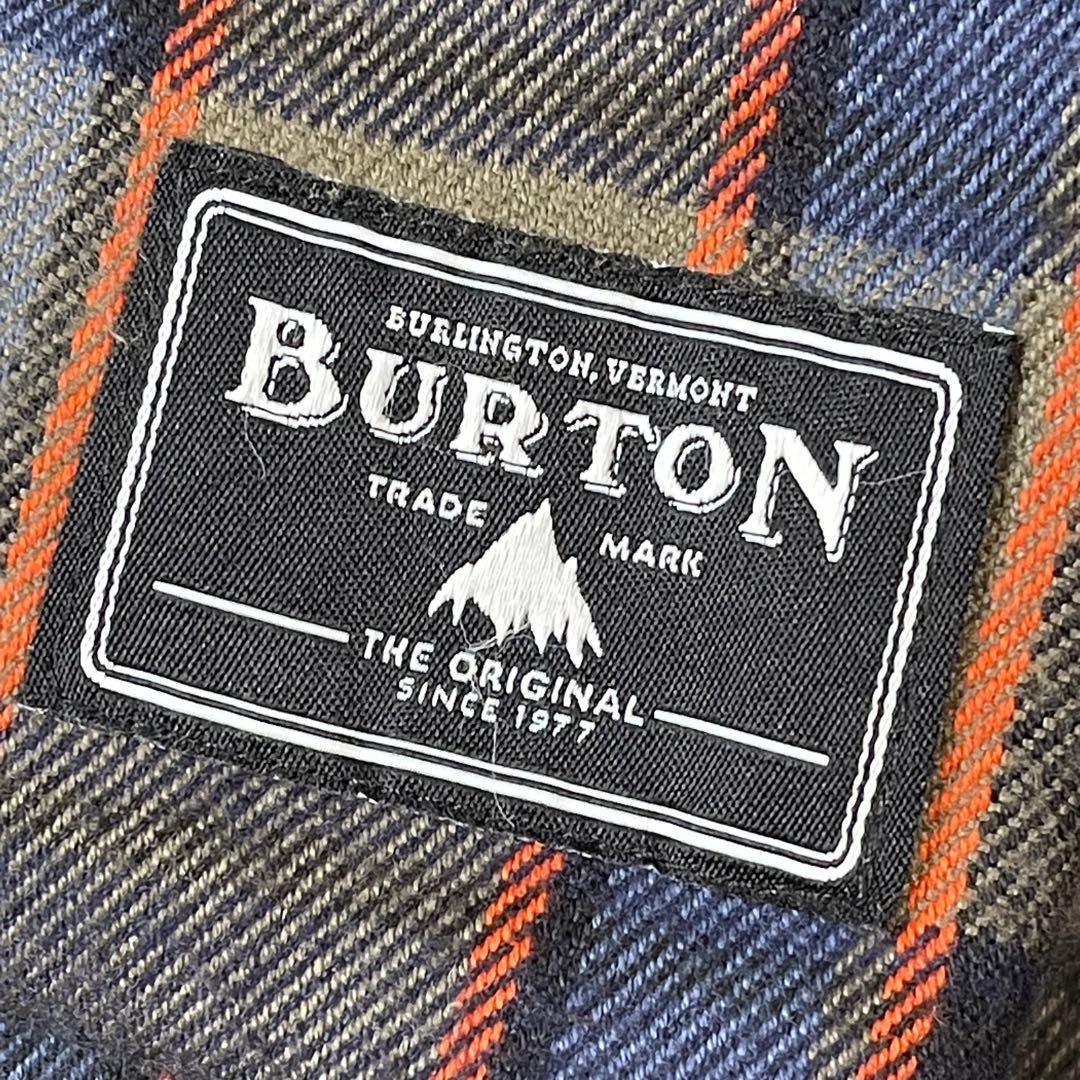 BURLINGTON, VERMONT
BURTON
TRADE MARK
THE ORIGINAL
SINCE 1977